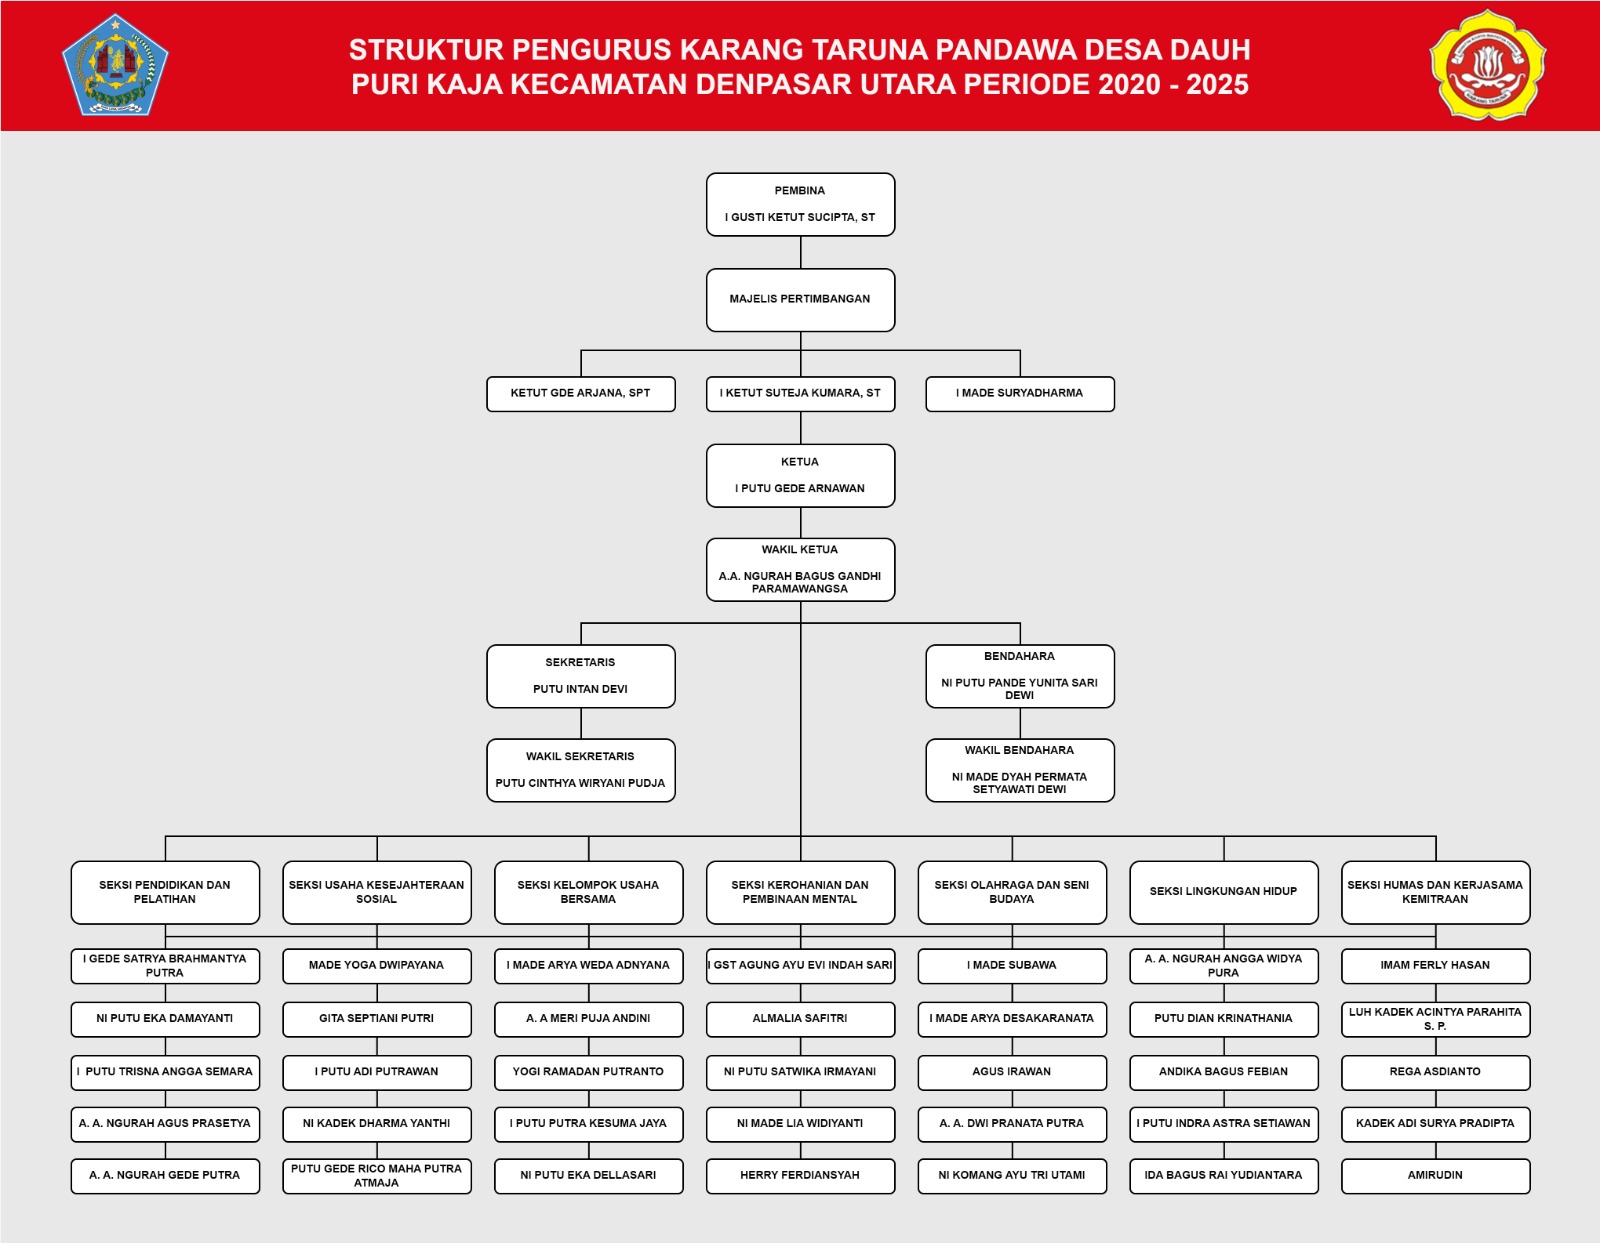 STRUKTUR PENGURUS KARANG TARUNA PANDAWA DESA DAUH
PURI KAJA KECAMATAN DENPASAR UTARA PERIODE 2020 - 2025
KARANG TARUNA
PEMBINA
I GUSTI KETUT SUCIPTA, ST
MAJELIS PERTIMBANGAN
KETUT GDE ARJANA, SPT
I KETUT SUTEJA KUMARA, ST
I MADE SURYADHARMA
KETUA
I PUTU GEDE ARNAWAN
WAKIL KETUA
A.A. NGURAH BAGUS GANDHI
PARAMAWANGSA
SEKRETARIS
PUTU INTAN DEVI
BENDAHARA
NI PUTU PANDE YUNITA SARI
DEWI
WAKIL SEKRETARIS
PUTU CINTHYA WIRYANI PUDJA
WAKIL BENDAHARA
NI MADE DYAH PERMATA
SETYAWATI DEWI
SEKSI PENDIDIKAN DAN
PELATIHAN
SEKSI USAHA KESEJAHTERAAN
SOSIAL
SEKSI KELOMPOK USAHA
BERSAMA
SEKSI KEROHANIAN DAN
PEMBINAAN MENTAL
SEKSI OLAHRAGA DAN SENI
BUDAYA
SEKSI LINGKUNGAN HIDUP
SEKSI HUMAS DAN KERJASAMA
KEMITRAAN
I GEDE SATRYA BRAHMANTYA
PUTRA
MADE YOGA DWIPAYANA
I MADE ARYA WEDA ADNYANA
I GST AGUNG AYU EVI INDAH SARI
I MADE SUBAWA
A. A. NGURAH ANGGA WIDYA
PURA
IMAM FERLY HASAN
NI PUTU EKA DAMAYANTI
GITA SEPTIANI PUTRI
A. A MERI PUJA ANDINI
ALMALIA SAFITRI
I MADE ARYA DESAKARANATA
PUTU DIAN KRINATHANIA
LUH KADEK ACINTYA PARAHITA
S. P.
I  PUTU TRISNA ANGGA SEMARA
I PUTU ADI PUTRAWAN
YOGI RAMADAN PUTRANTO
NI PUTU SATWIKA IRMAYANI
AGUS IRAWAN
ANDIKA BAGUS FEBIAN
REGA ASDIANTO
A. A. NGURAH AGUS PRASETYA
NI KADEK DHARMA YANTHI
I PUTU PUTRA KESUMA JAYA
NI MADE LIA WIDIYANTI
A. A. DWI PRANATA PUTRA
I PUTU INDRA ASTRA SETIAWAN
KADEK ADI SURYA PRADIPTA
A. A. NGURAH GEDE PUTRA
PUTU GEDE RICO MAHA PUTRA
ATMAJA
NI PUTU EKA DELLASARI
HERRY FERDIANSYAH
NI KOMANG AYU TRI UTAMI
IDA BAGUS RAI YUDIANTARA
AMIRUDIN